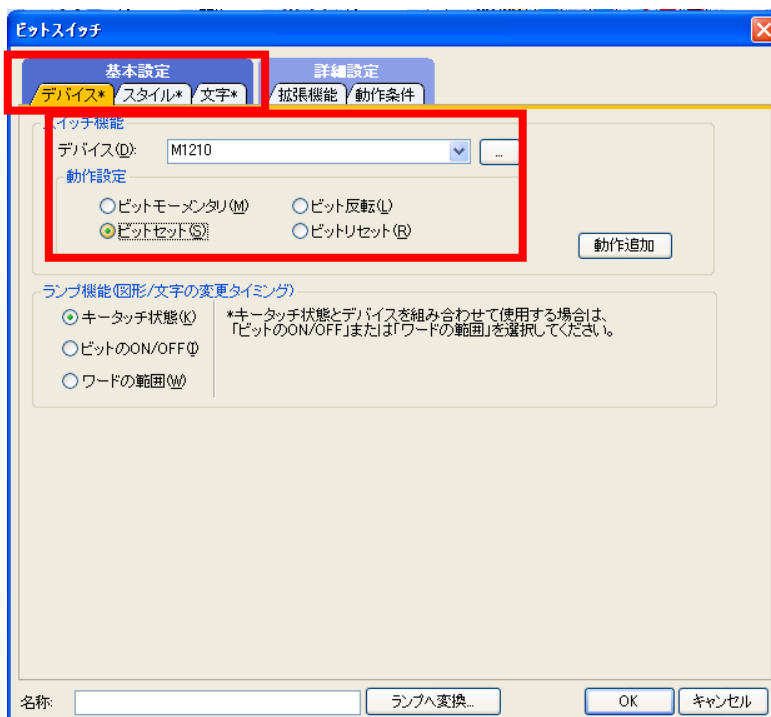 ビットスイッチ
基本設定 詳細設定
デバイス* スタイル* 文字* 拡張機能 動作条件
スイッチ機能
デバイス(D): M1210 ...
動作設定
ビットモーメンタリ(M) ビット反転(L)
ビットセット(S) ビットリセット(R)
動作追加
ランプ機能(図形/文字の変更タイミング)
キータッチ状態(K) *キータッチ状態とデバイスを組み合わせて使用する場合は、
「ビットのON/OFF」または「ワードの範囲」を選択してください。
ビットのON/OFF(I)
ワードの範囲(W)
名称: ランプへ変換... OK キャンセル